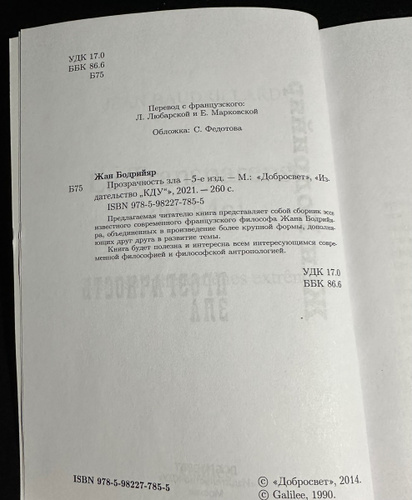 УДК 17.0
ББК 86.6
Б75
Перевод с французского:
Л. Любарской и Е. Марковской
Обложка: С. Федотова
Жан Бодрийяр
Б75 Прозрачность зла —5-е изд. — М.: «Добросвет», «Из-
дательство „КДУ"», 2021. — 260 с.
ISBN 978-5-98227-785-5
Предлагаемая читателю книга представляет собой сборник эссе
известного современного французского философа Жана Бодрийя-
ра, объединенных в произведение более крупной формы, дополня-
ющих друг друга в развитие темы.
Книга будет полезна и интересна всем интересующимся совре-
менной философией и философской антропологией.
УДК 17.0
ББК 86.6
ISBN 978-5-98227-785-5
© «Добросвет», 2014.
© Galilee, 1990.